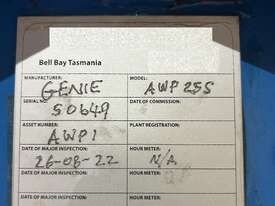 Bell Bay Tasmania
MANUFACTURER: MODEL:
GENIE AWP 25S
SERIAL NO: DATE OF COMMISSION:
50649
ASSET NUMBER: PLANT REGISTRATION:
AWP1
DATE OF MAJOR INSPECTION: HOUR METER:
26-08-22 N/A
DATE OF MAJOR INSPECTION: HOUR METER:
DATE OF MAJOR INSPECTION: HOUR METER: